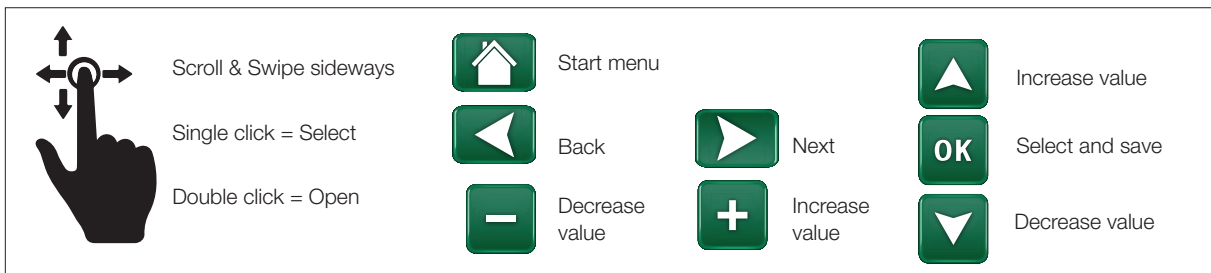 Scroll & Swipe sideways
Single click = Select
Double click = Open
Start menu
Back
Next
Decrease
value
Increase
value
Increase value
OK
Select and save
Decrease value